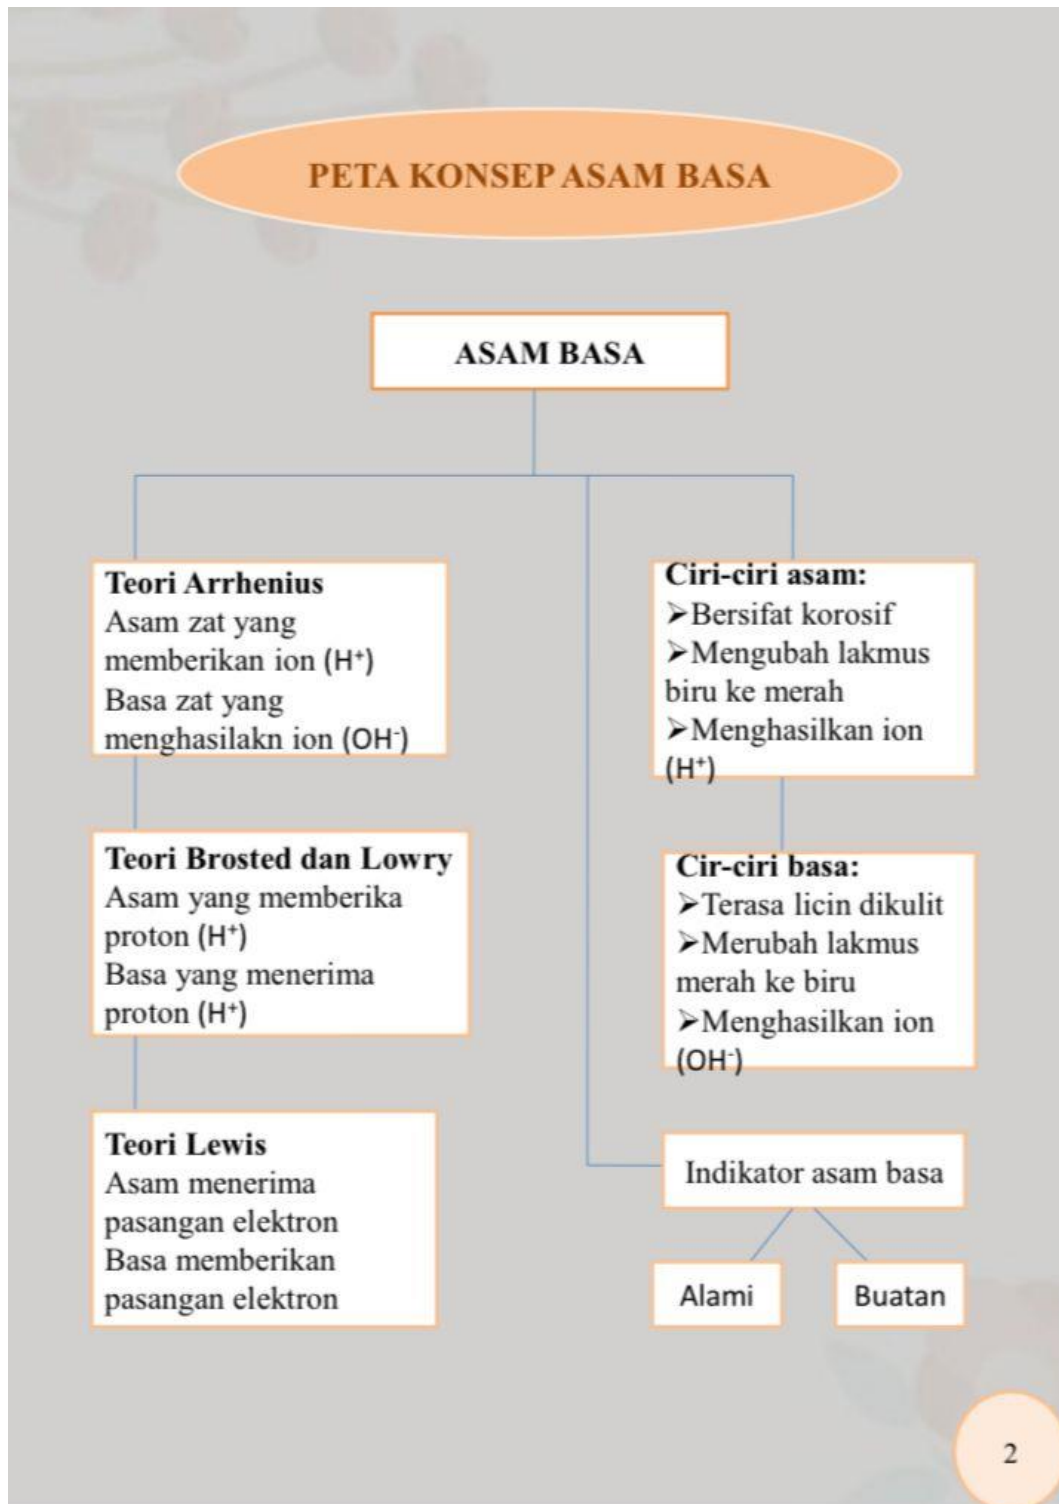 PETA KONSEP ASAM BASA
ASAM BASA
Teori Arrhenius
Asam zat yang
memberikan ion (H⁺)
Basa zat yang
menghasilakn ion (OH⁻)
Teori Brosted dan Lowry
Asam yang memberika
proton (H⁺)
Basa yang menerima
proton (H⁺)
Teori Lewis
Asam menerima
pasangan elektron
Basa memberikan
pasangan elektron
Ciri-ciri asam:
➢Bersifat korosif
➢Mengubah lakmus
biru ke merah
➢Menghasilkan ion
(H⁺)
Cir-ciri basa:
➢Terasa licin dikulit
➢Merubah lakmus
merah ke biru
➢Menghasilkan ion
(OH⁻)
Indikator asam basa
Alami
Buatan
2